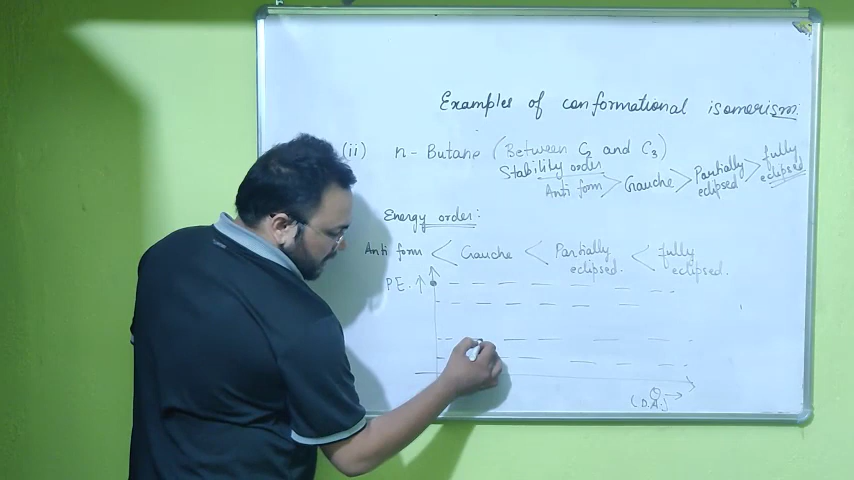 Examples of conformational isomerism:
(ii) n-Butane (Between C2 and C3)
Stability order
Anti form > Gauche > Partially eclipsed > fully eclipsed
Energy order:
Anti form < Gauche < Partially eclipsed. < fully eclipsed.
P.E. ↑
θ →
(D.A.)